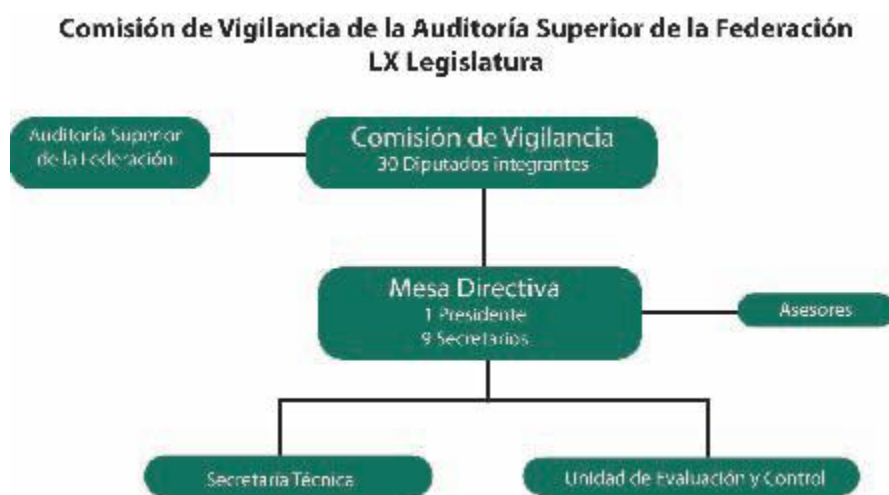 Comisión de Vigilancia de la Auditoría Superior de la Federación
LX Legislatura
Auditoría Superior
de la Federación
Comisión de Vigilancia
30 Diputados integrantes
Mesa Directiva
1 Presidente
9 Secretarios
Asesores
Secretaría Técnica
Unidad de Evaluación y Control